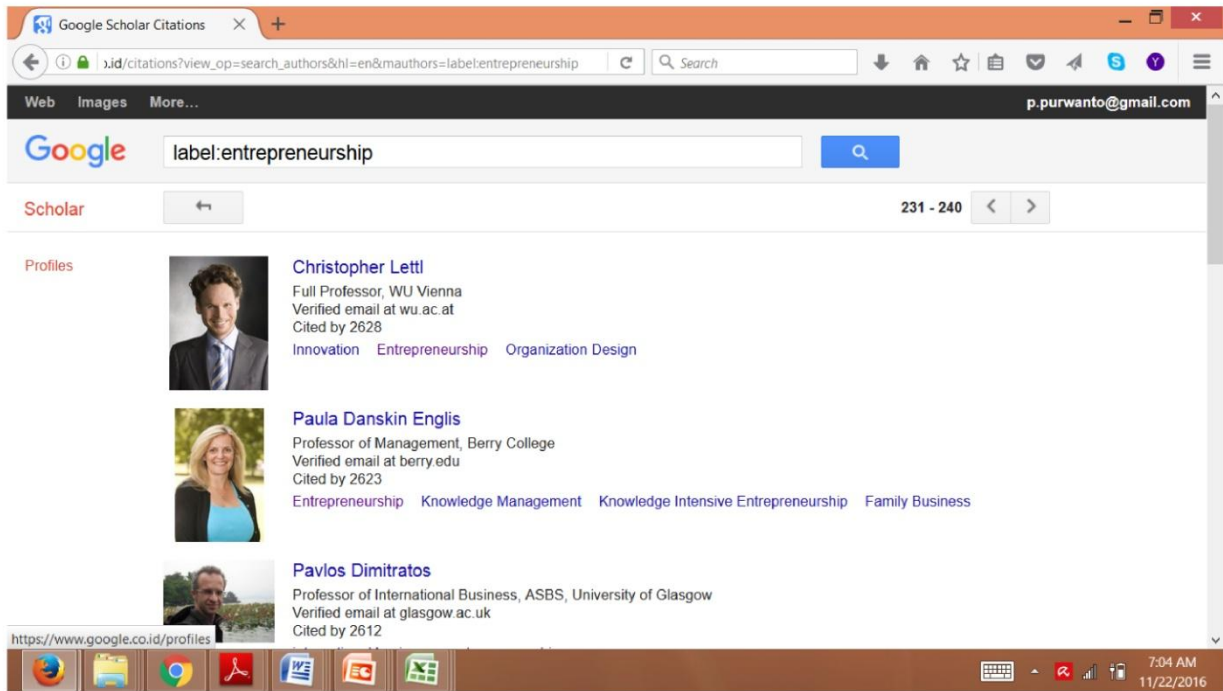 Google Scholar Citations
).id/citations?view_op=search_authors&hl=en&mauthors=label:entrepreneurship
Search
Web Images More...
p.purwanto@gmail.com
Google
label:entrepreneurship
Scholar
231 - 240
Profiles
Christopher Lettl
Full Professor, WU Vienna
Verified email at wu.ac.at
Cited by 2628
Innovation Entrepreneurship Organization Design
Paula Danskin Englis
Professor of Management, Berry College
Verified email at berry.edu
Cited by 2623
Entrepreneurship Knowledge Management Knowledge Intensive Entrepreneurship Family Business
Pavlos Dimitratos
Professor of International Business, ASBS, University of Glasgow
Verified email at glasgow.ac.uk
Cited by 2612
https://www.google.co.id/profiles
7:04 AM
11/22/2016